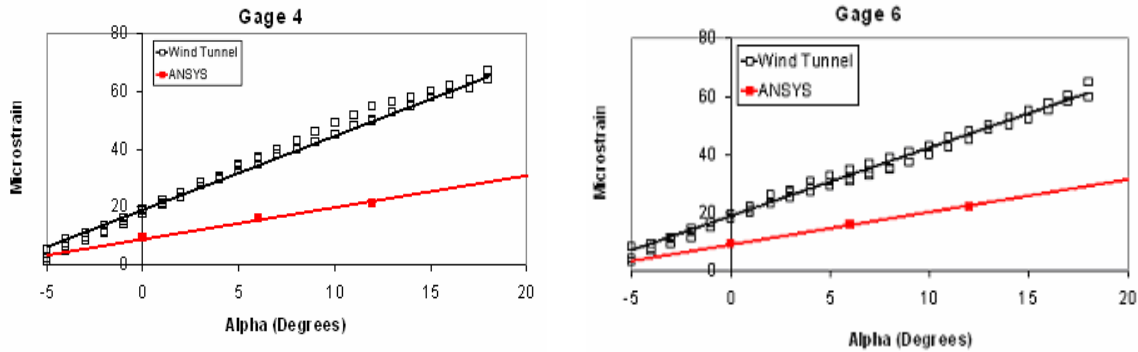 Gage 4
80
60
40
20
0
-5 0 5 10 15 20
Microstrain
Alpha (Degrees)
Wind Tunnel
ANSYS
Gage 6
80
60
40
20
0
-5 0 5 10 15 20
Microstrain
Alpha (Degrees)
Wind Tunnel
ANSYS